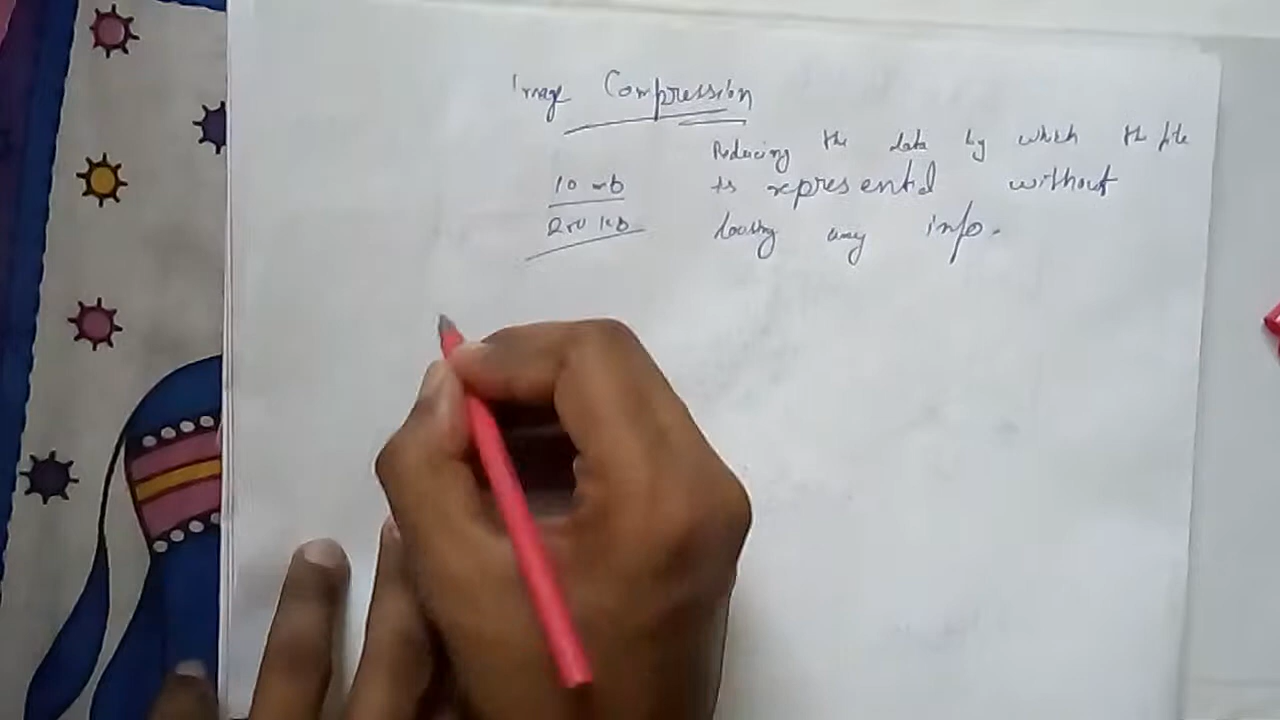 Image Compression
Reducing the data by which the file
is represented without
loosing any info.
10 mb
200 kb